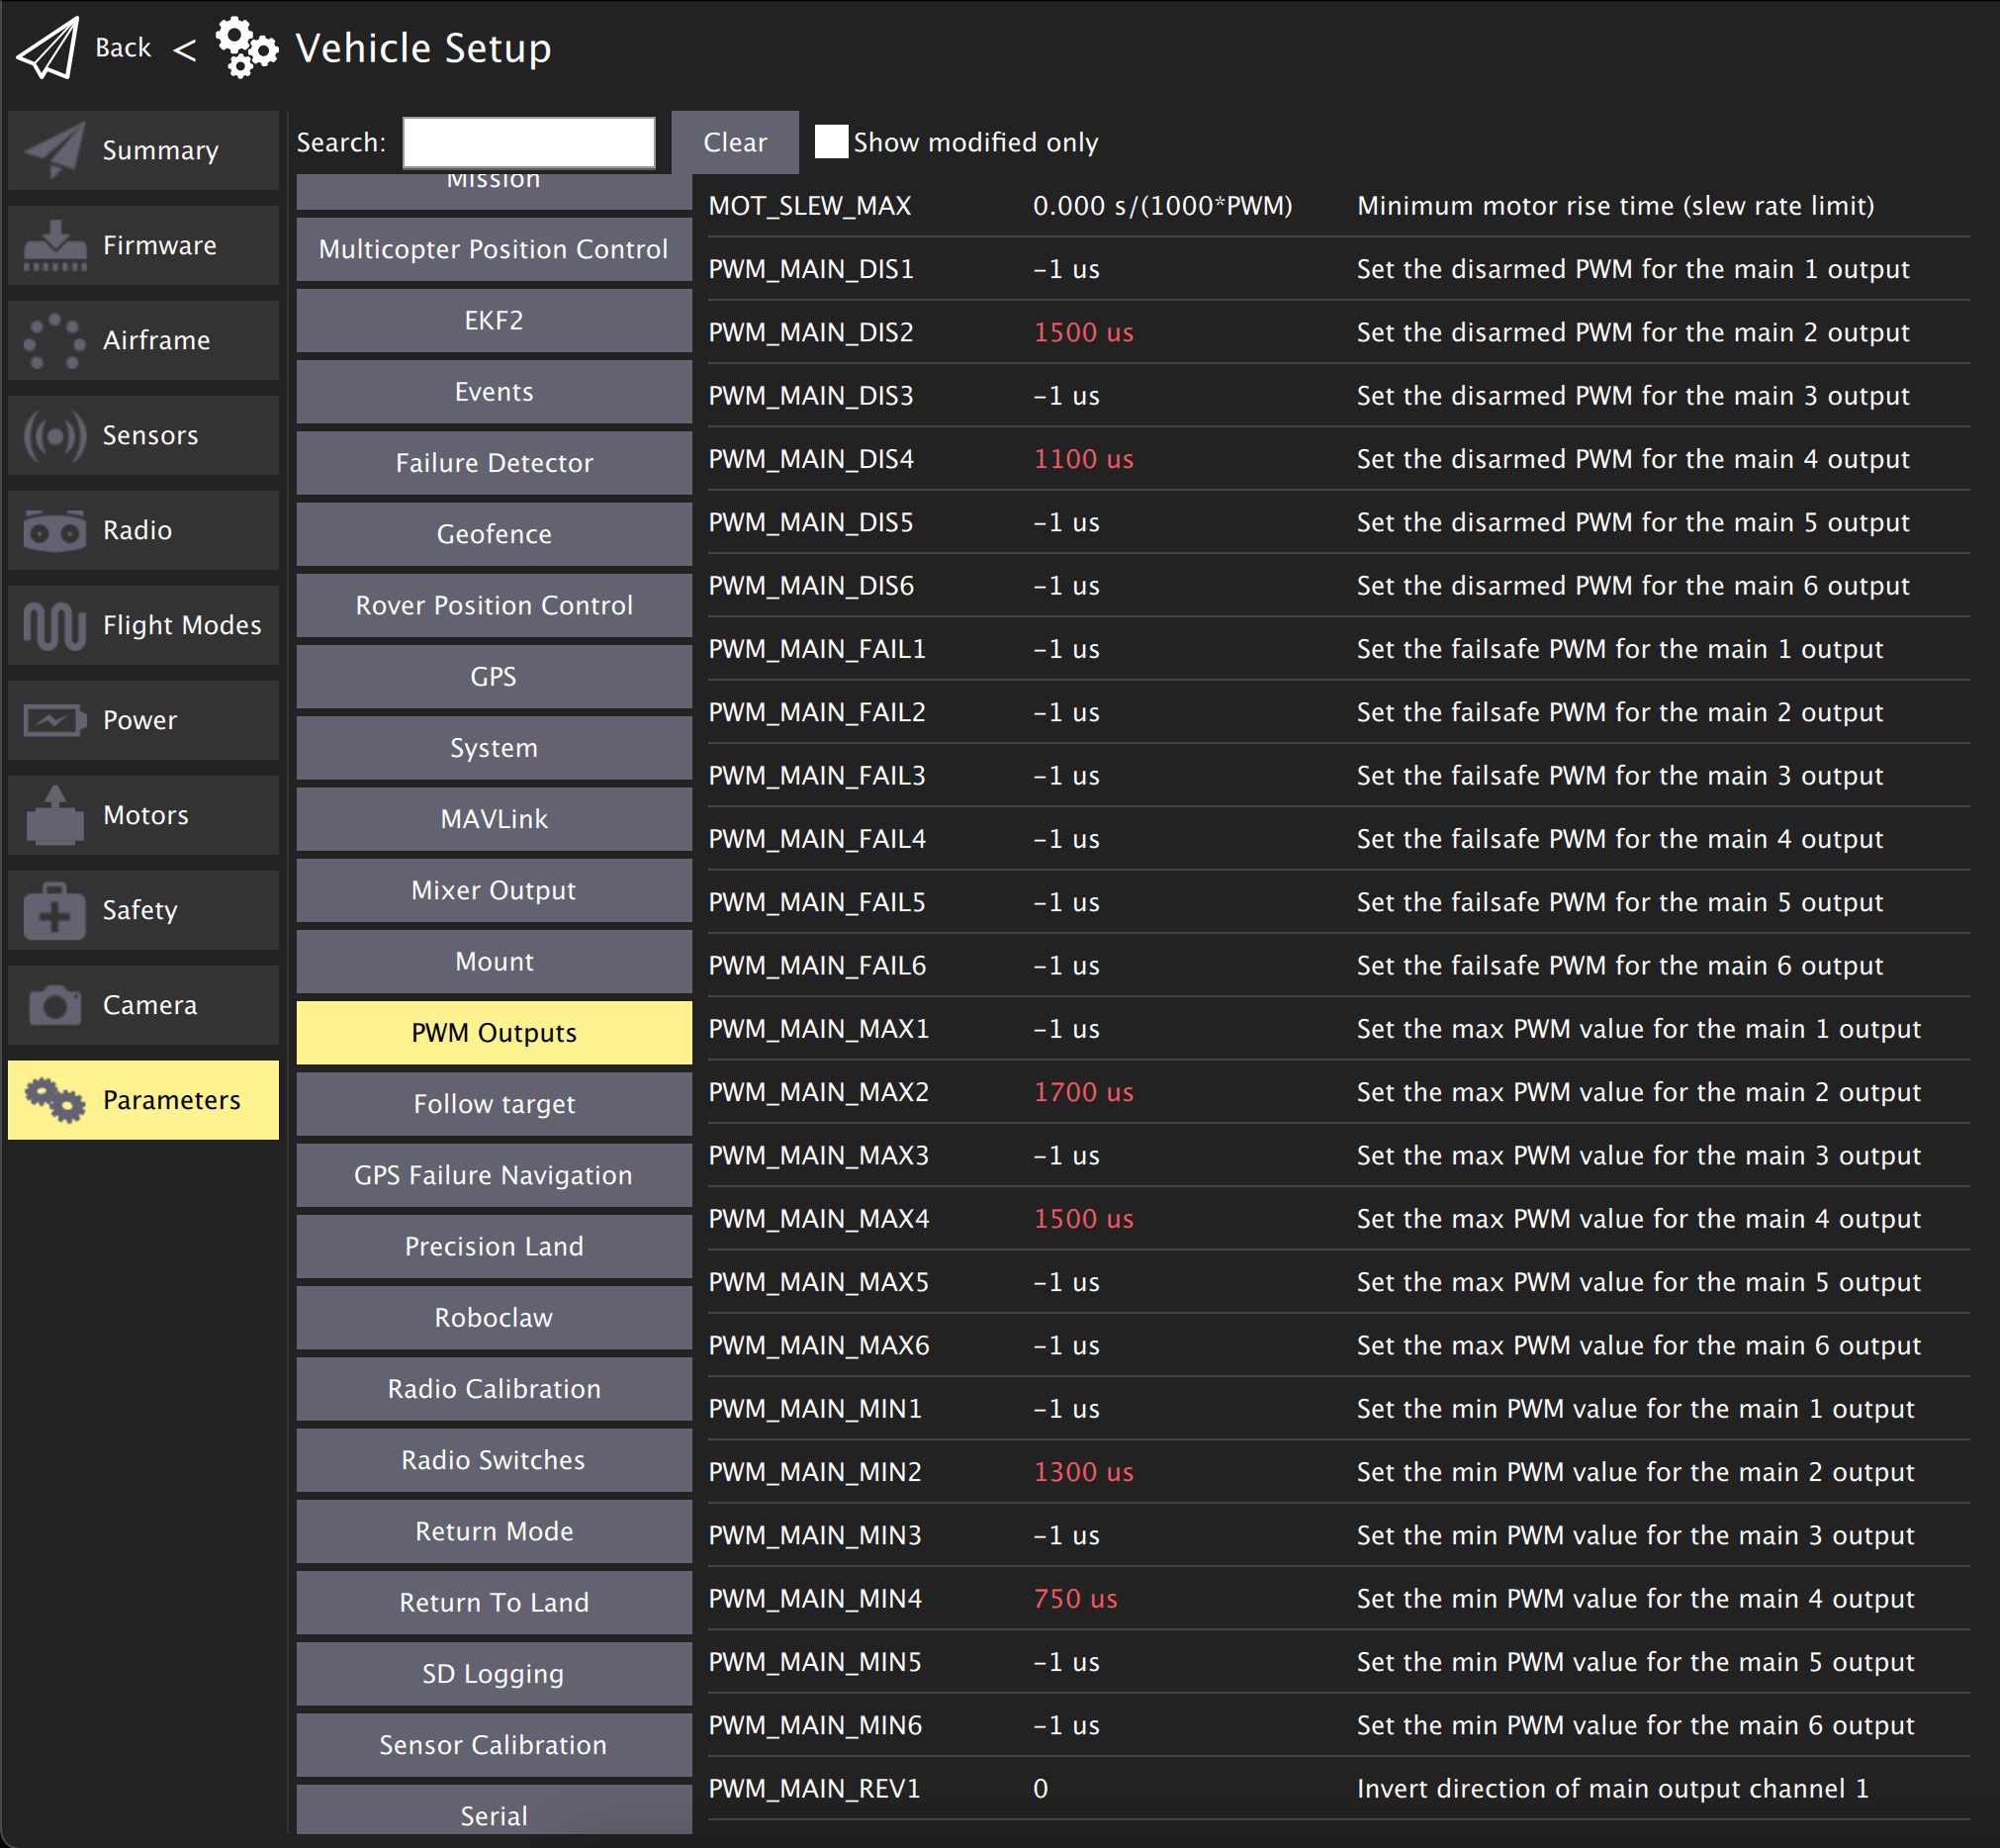 Back < Vehicle Setup
Summary
Firmware
Airframe
Sensors
Radio
Flight Modes
Power
Motors
Safety
Camera
Parameters
Search: Clear Show modified only
Mission
Multicopter Position Control
EKF2
Events
Failure Detector
Geofence
Rover Position Control
GPS
System
MAVLink
Mixer Output
Mount
PWM Outputs
Follow target
GPS Failure Navigation
Precision Land
Roboclaw
Radio Calibration
Radio Switches
Return Mode
Return To Land
SD Logging
Sensor Calibration
Serial
MOT_SLEW_MAX 0.000 s/(1000*PWM) Minimum motor rise time (slew rate limit)
PWM_MAIN_DIS1 -1 us Set the disarmed PWM for the main 1 output
PWM_MAIN_DIS2 1500 us Set the disarmed PWM for the main 2 output
PWM_MAIN_DIS3 -1 us Set the disarmed PWM for the main 3 output
PWM_MAIN_DIS4 1100 us Set the disarmed PWM for the main 4 output
PWM_MAIN_DIS5 -1 us Set the disarmed PWM for the main 5 output
PWM_MAIN_DIS6 -1 us Set the disarmed PWM for the main 6 output
PWM_MAIN_FAIL1 -1 us Set the failsafe PWM for the main 1 output
PWM_MAIN_FAIL2 -1 us Set the failsafe PWM for the main 2 output
PWM_MAIN_FAIL3 -1 us Set the failsafe PWM for the main 3 output
PWM_MAIN_FAIL4 -1 us Set the failsafe PWM for the main 4 output
PWM_MAIN_FAIL5 -1 us Set the failsafe PWM for the main 5 output
PWM_MAIN_FAIL6 -1 us Set the failsafe PWM for the main 6 output
PWM_MAIN_MAX1 -1 us Set the max PWM value for the main 1 output
PWM_MAIN_MAX2 1700 us Set the max PWM value for the main 2 output
PWM_MAIN_MAX3 -1 us Set the max PWM value for the main 3 output
PWM_MAIN_MAX4 1500 us Set the max PWM value for the main 4 output
PWM_MAIN_MAX5 -1 us Set the max PWM value for the main 5 output
PWM_MAIN_MAX6 -1 us Set the max PWM value for the main 6 output
PWM_MAIN_MIN1 -1 us Set the min PWM value for the main 1 output
PWM_MAIN_MIN2 1300 us Set the min PWM value for the main 2 output
PWM_MAIN_MIN3 -1 us Set the min PWM value for the main 3 output
PWM_MAIN_MIN4 750 us Set the min PWM value for the main 4 output
PWM_MAIN_MIN5 -1 us Set the min PWM value for the main 5 output
PWM_MAIN_MIN6 -1 us Set the min PWM value for the main 6 output
PWM_MAIN_REV1 0 Invert direction of main output channel 1